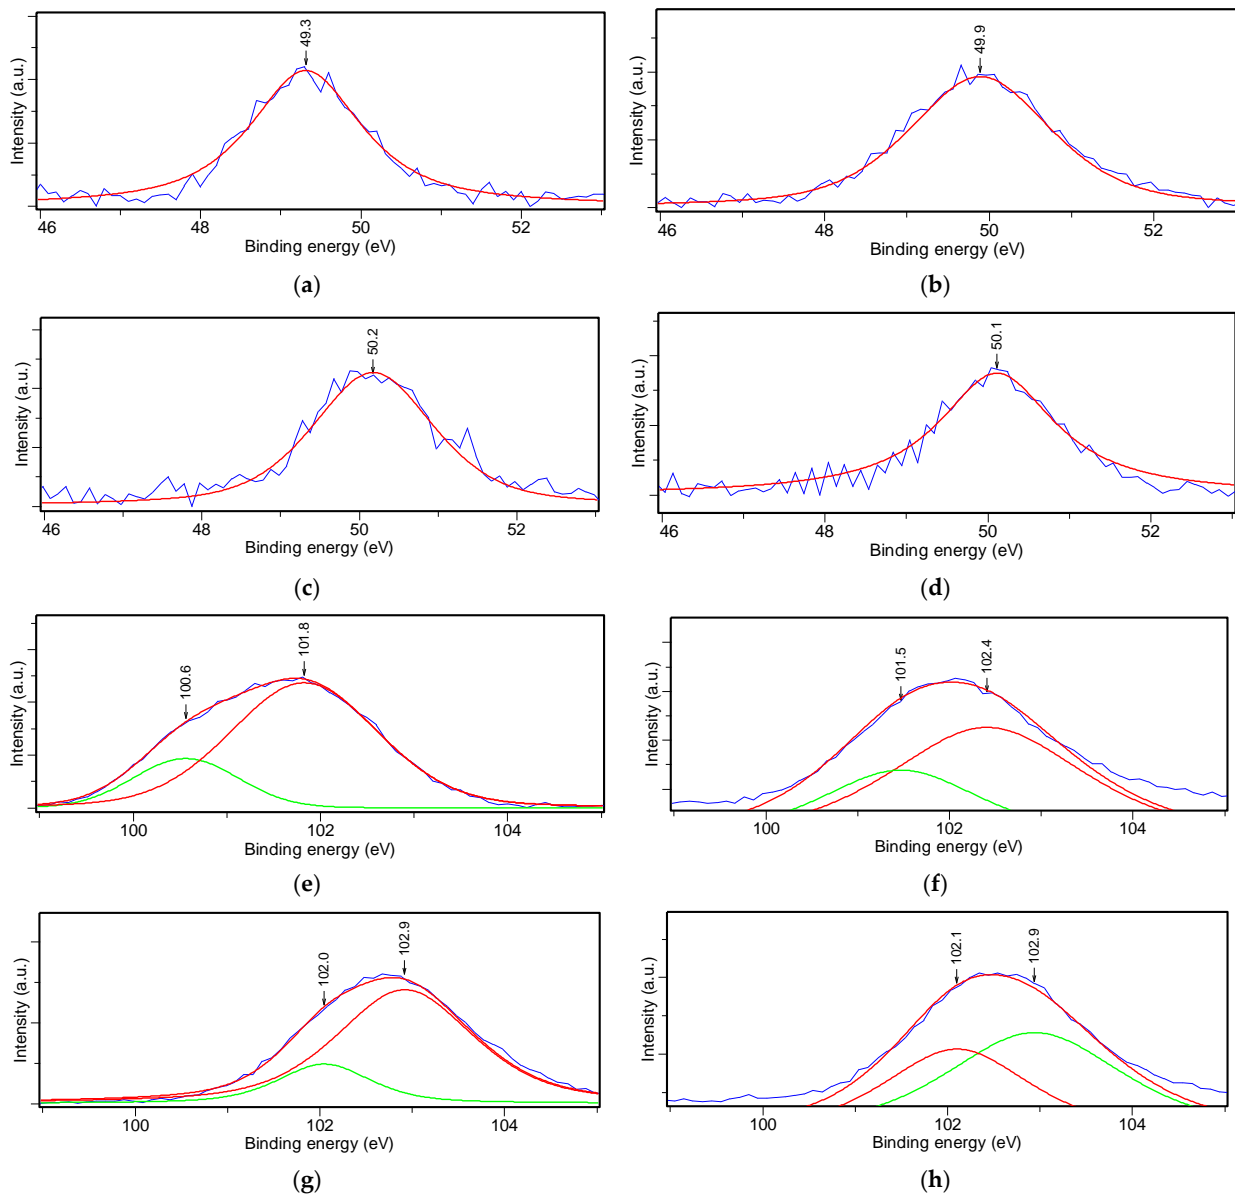 49.3
Intensity (a.u.)
46 48 50 52
Binding energy (eV)
(a)
49.9
Intensity (a.u.)
46 48 50 52
Binding energy (eV)
(b)
50.2
Intensity (a.u.)
46 48 50 52
Binding energy (eV)
(c)
50.1
Intensity (a.u.)
46 48 50 52
Binding energy (eV)
(d)
100.6 101.8
Intensity (a.u.)
100 102 104
Binding energy (eV)
(e)
101.5 102.4
Intensity (a.u.)
100 102 104
Binding energy (eV)
(f)
102.0 102.9
Intensity (a.u.)
100 102 104
Binding energy (eV)
(g)
102.1 102.9
Intensity (a.u.)
100 102 104
Binding energy (eV)
(h)